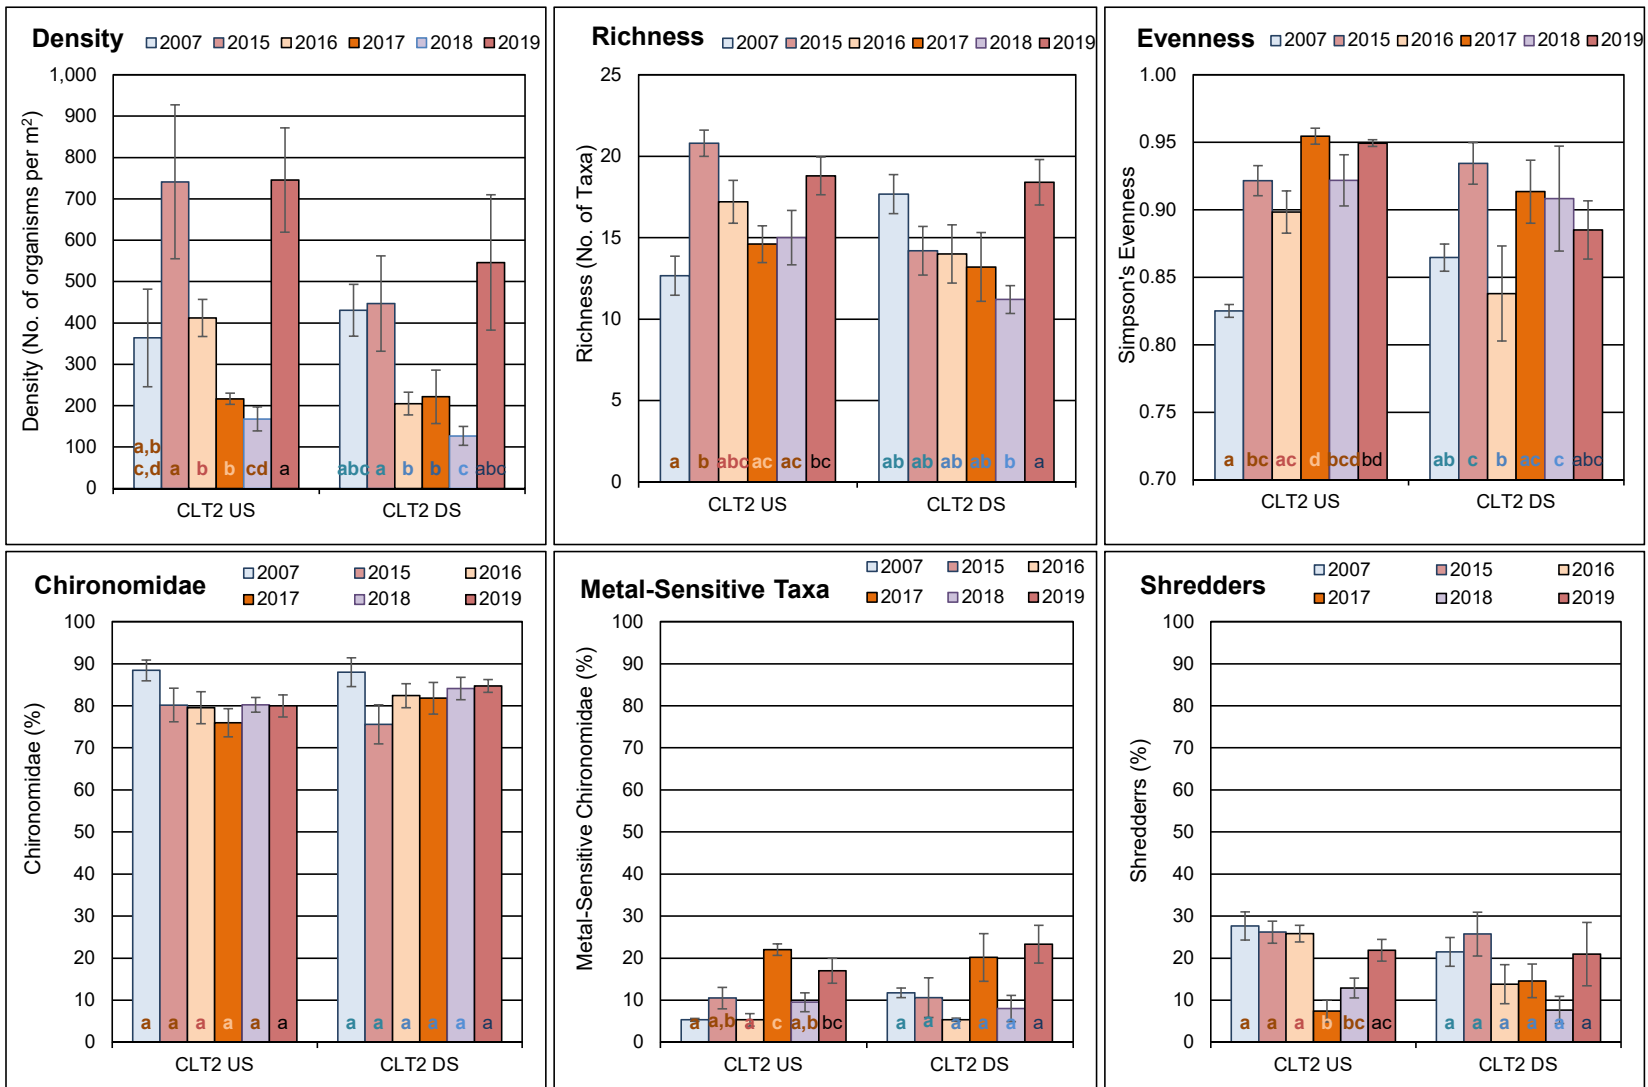 Density 2007 2015 2016 2017 2018 2019
Density (No. of organisms per m²)
1,000
900
800
700
600
500
400
300
200
100
0
a,b
c,d a b b cd a abc a b b c abc
CLT2 US CLT2 DS
Richness 2007 2015 2016 2017 2018 2019
Richness (No. of Taxa)
25
20
15
10
5
0
a b abc ac ac bc ab ab ab ab b a
CLT2 US CLT2 DS
Evenness 2007 2015 2016 2017 2018 2019
Simpson's Evenness
1.00
0.95
0.90
0.85
0.80
0.75
0.70
a bc ac d bcd bd ab c b ac c abc
CLT2 US CLT2 DS
Chironomidae 2007 2015 2016
2017 2018 2019
Chironomidae (%)
100
90
80
70
60
50
40
30
20
10
0
a a a a a a a a a a a a
CLT2 US CLT2 DS
Metal-Sensitive Taxa 2007 2015 2016
2017 2018 2019
Metal-Sensitive Chironomidae (%)
100
90
80
70
60
50
40
30
20
10
0
a a,b a c a,b bc a a a a a a
CLT2 US CLT2 DS
Shredders 2007 2015 2016
2017 2018 2019
Shredderrs (%)
100
90
80
70
60
50
40
30
20
10
0
a a a b bc ac a a a a a a
CLT2 US CLT2 DS